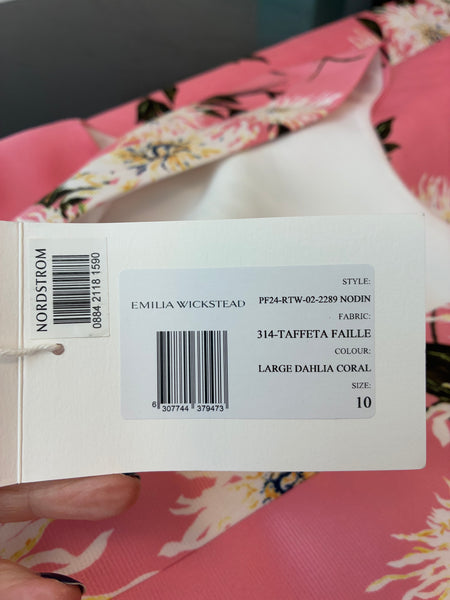 NORDSTROM
0884 2118 1590
EMILIA WICKSTEAD
6 307744 379473
STYLE:
PF24-RTW-02-2289 NODIN
FABRIC:
314-TAFFETA FAILLE
COLOUR:
LARGE DAHLIA CORAL
SIZE:
10